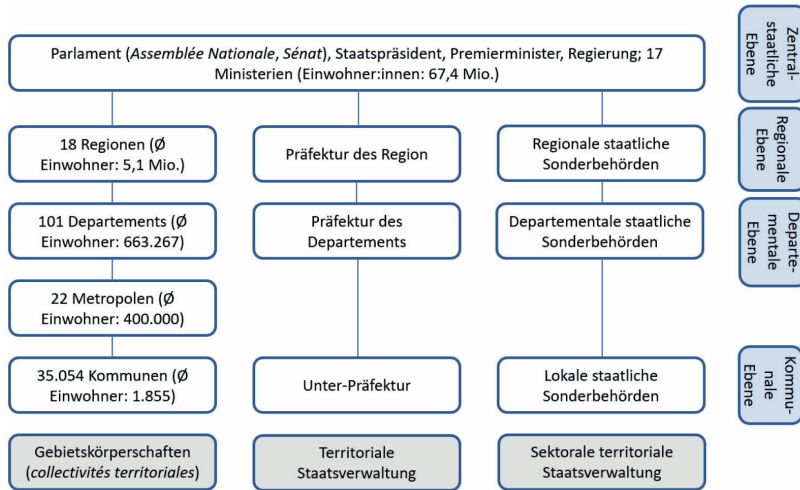 Parlament (Assemblée Nationale, Sénat), Staatspräsident, Premierminister, Regierung; 17
Ministerien (Einwohner:innen: 67,4 Mio.)
Zentral-
staatliche
Ebene
18 Regionen (Ø
Einwohner: 5,1 Mio.)
Präfektur des Region
Regionale staatliche
Sonderbehörden
Regionale
Ebene
101 Departements (Ø
Einwohner: 663.267)
Präfektur des
Departements
Departementale staatliche
Sonderbehörden
Departe-
mentale
Ebene
22 Metropolen (Ø
Einwohner: 400.000)
35.054 Kommunen (Ø
Einwohner: 1.855)
Unter-Präfektur
Lokale staatliche
Sonderbehörden
Kommu-
nale
Ebene
Gebietskörperschaften
(collectivités territoriales)
Territoriale
Staatsverwaltung
Sektorale territoriale
Staatsverwaltung